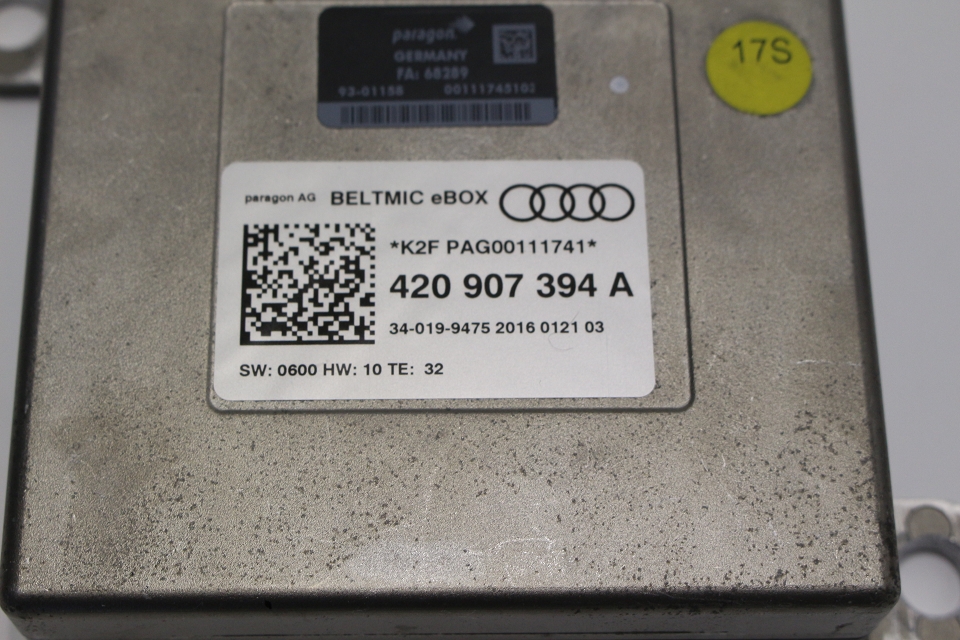 paragon
GERMANY
FA: 68289
93-01158 00111745102
17S
paragon AG BELTMIC eBOX
*K2F PAG00111741*
420 907 394 A
34-019-9475 2016 0121 03
SW: 0600 HW: 10 TE: 32